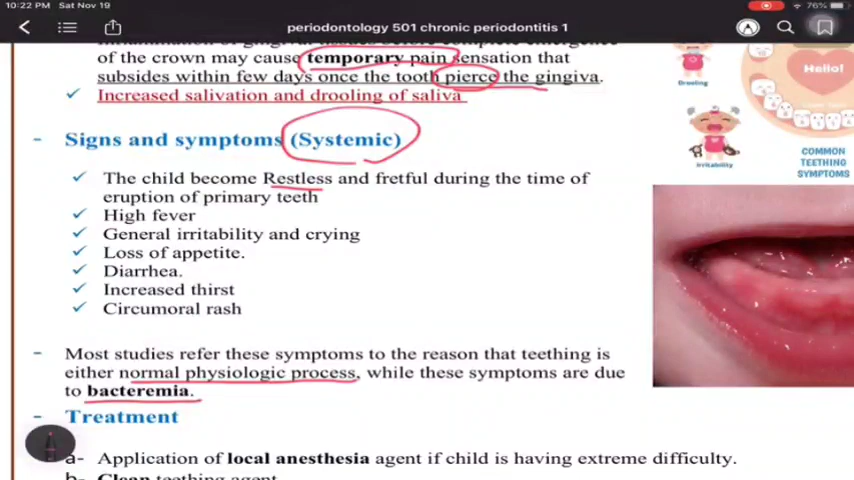 10:22 PM Sat Nov 19
76%
periodontology 501 chronic periodontitis 1
of the crown may cause temporary pain sensation that
subsides within few days once the tooth pierce the gingiva.
✓ Increased salivation and drooling of saliva
- Signs and symptoms (Systemic)
✓ The child become Restless and fretful during the time of
eruption of primary teeth
✓ High fever
✓ General irritability and crying
✓ Loss of appetite.
✓ Diarrhea.
✓ Increased thirst
✓ Circumoral rash
- Most studies refer these symptoms to the reason that teething is
either normal physiologic process, while these symptoms are due
to bacteremia.
- Treatment
a- Application of local anesthesia agent if child is having extreme difficulty.
b- Clean teething agent
Drooling
Hello!
Irritability
COMMON
TEETHING
SYMPTOMS